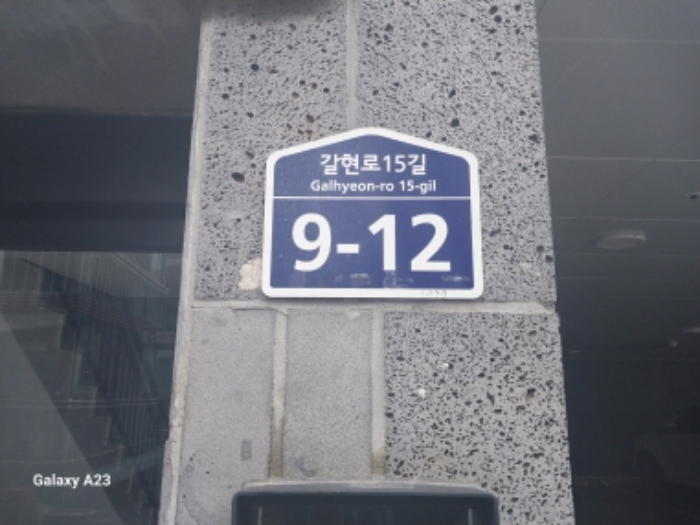 갈현로15길
Galhyeon-ro 15-gil
9-12
Galaxy A23